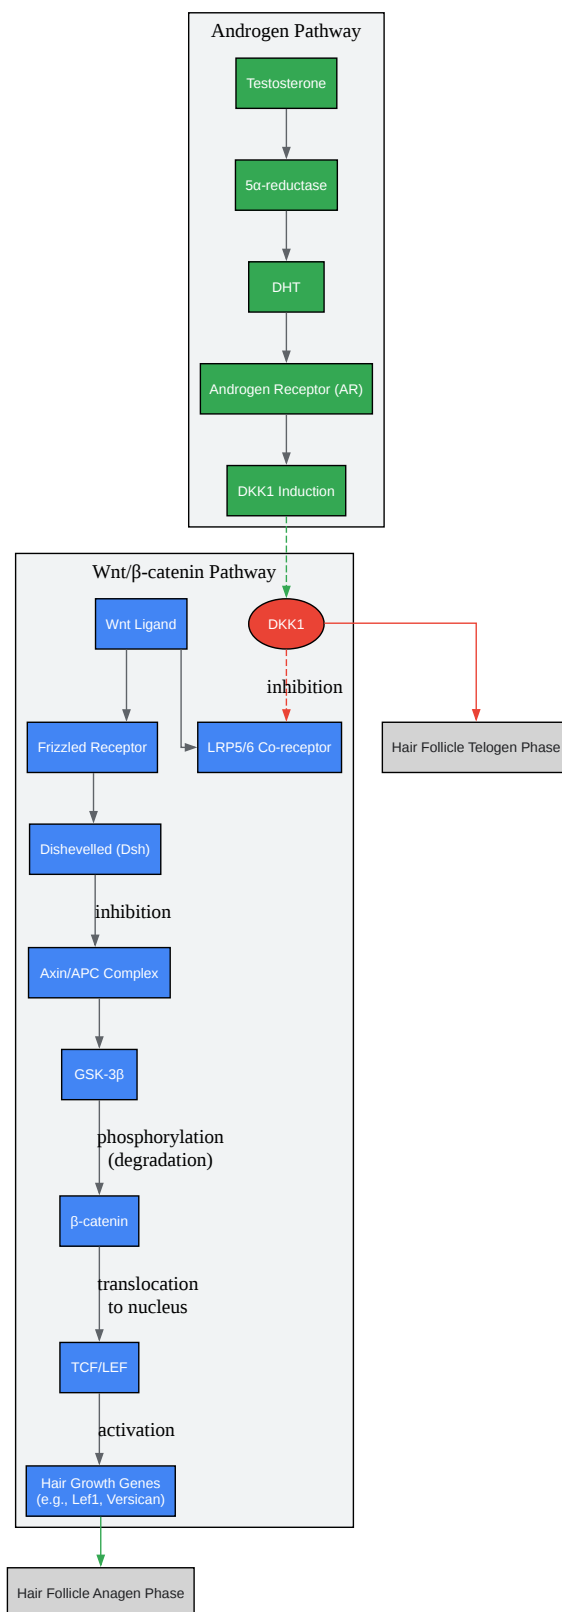 Androgen Pathway
Testosterone
5α-reductase
DHT
Androgen Receptor (AR)
DKK1 Induction
Wnt/β-catenin Pathway
Wnt Ligand
DKK1
inhibition
Frizzled Receptor
LRP5/6 Co-receptor
Hair Follicle Telogen Phase
Dishevelled (Dsh)
inhibition
Axin/APC Complex
GSK-3β
phosphorylation
(degradation)
β-catenin
translocation
to nucleus
TCF/LEF
activation
Hair Growth Genes
(e.g., Lef1, Versican)
Hair Follicle Anagen Phase